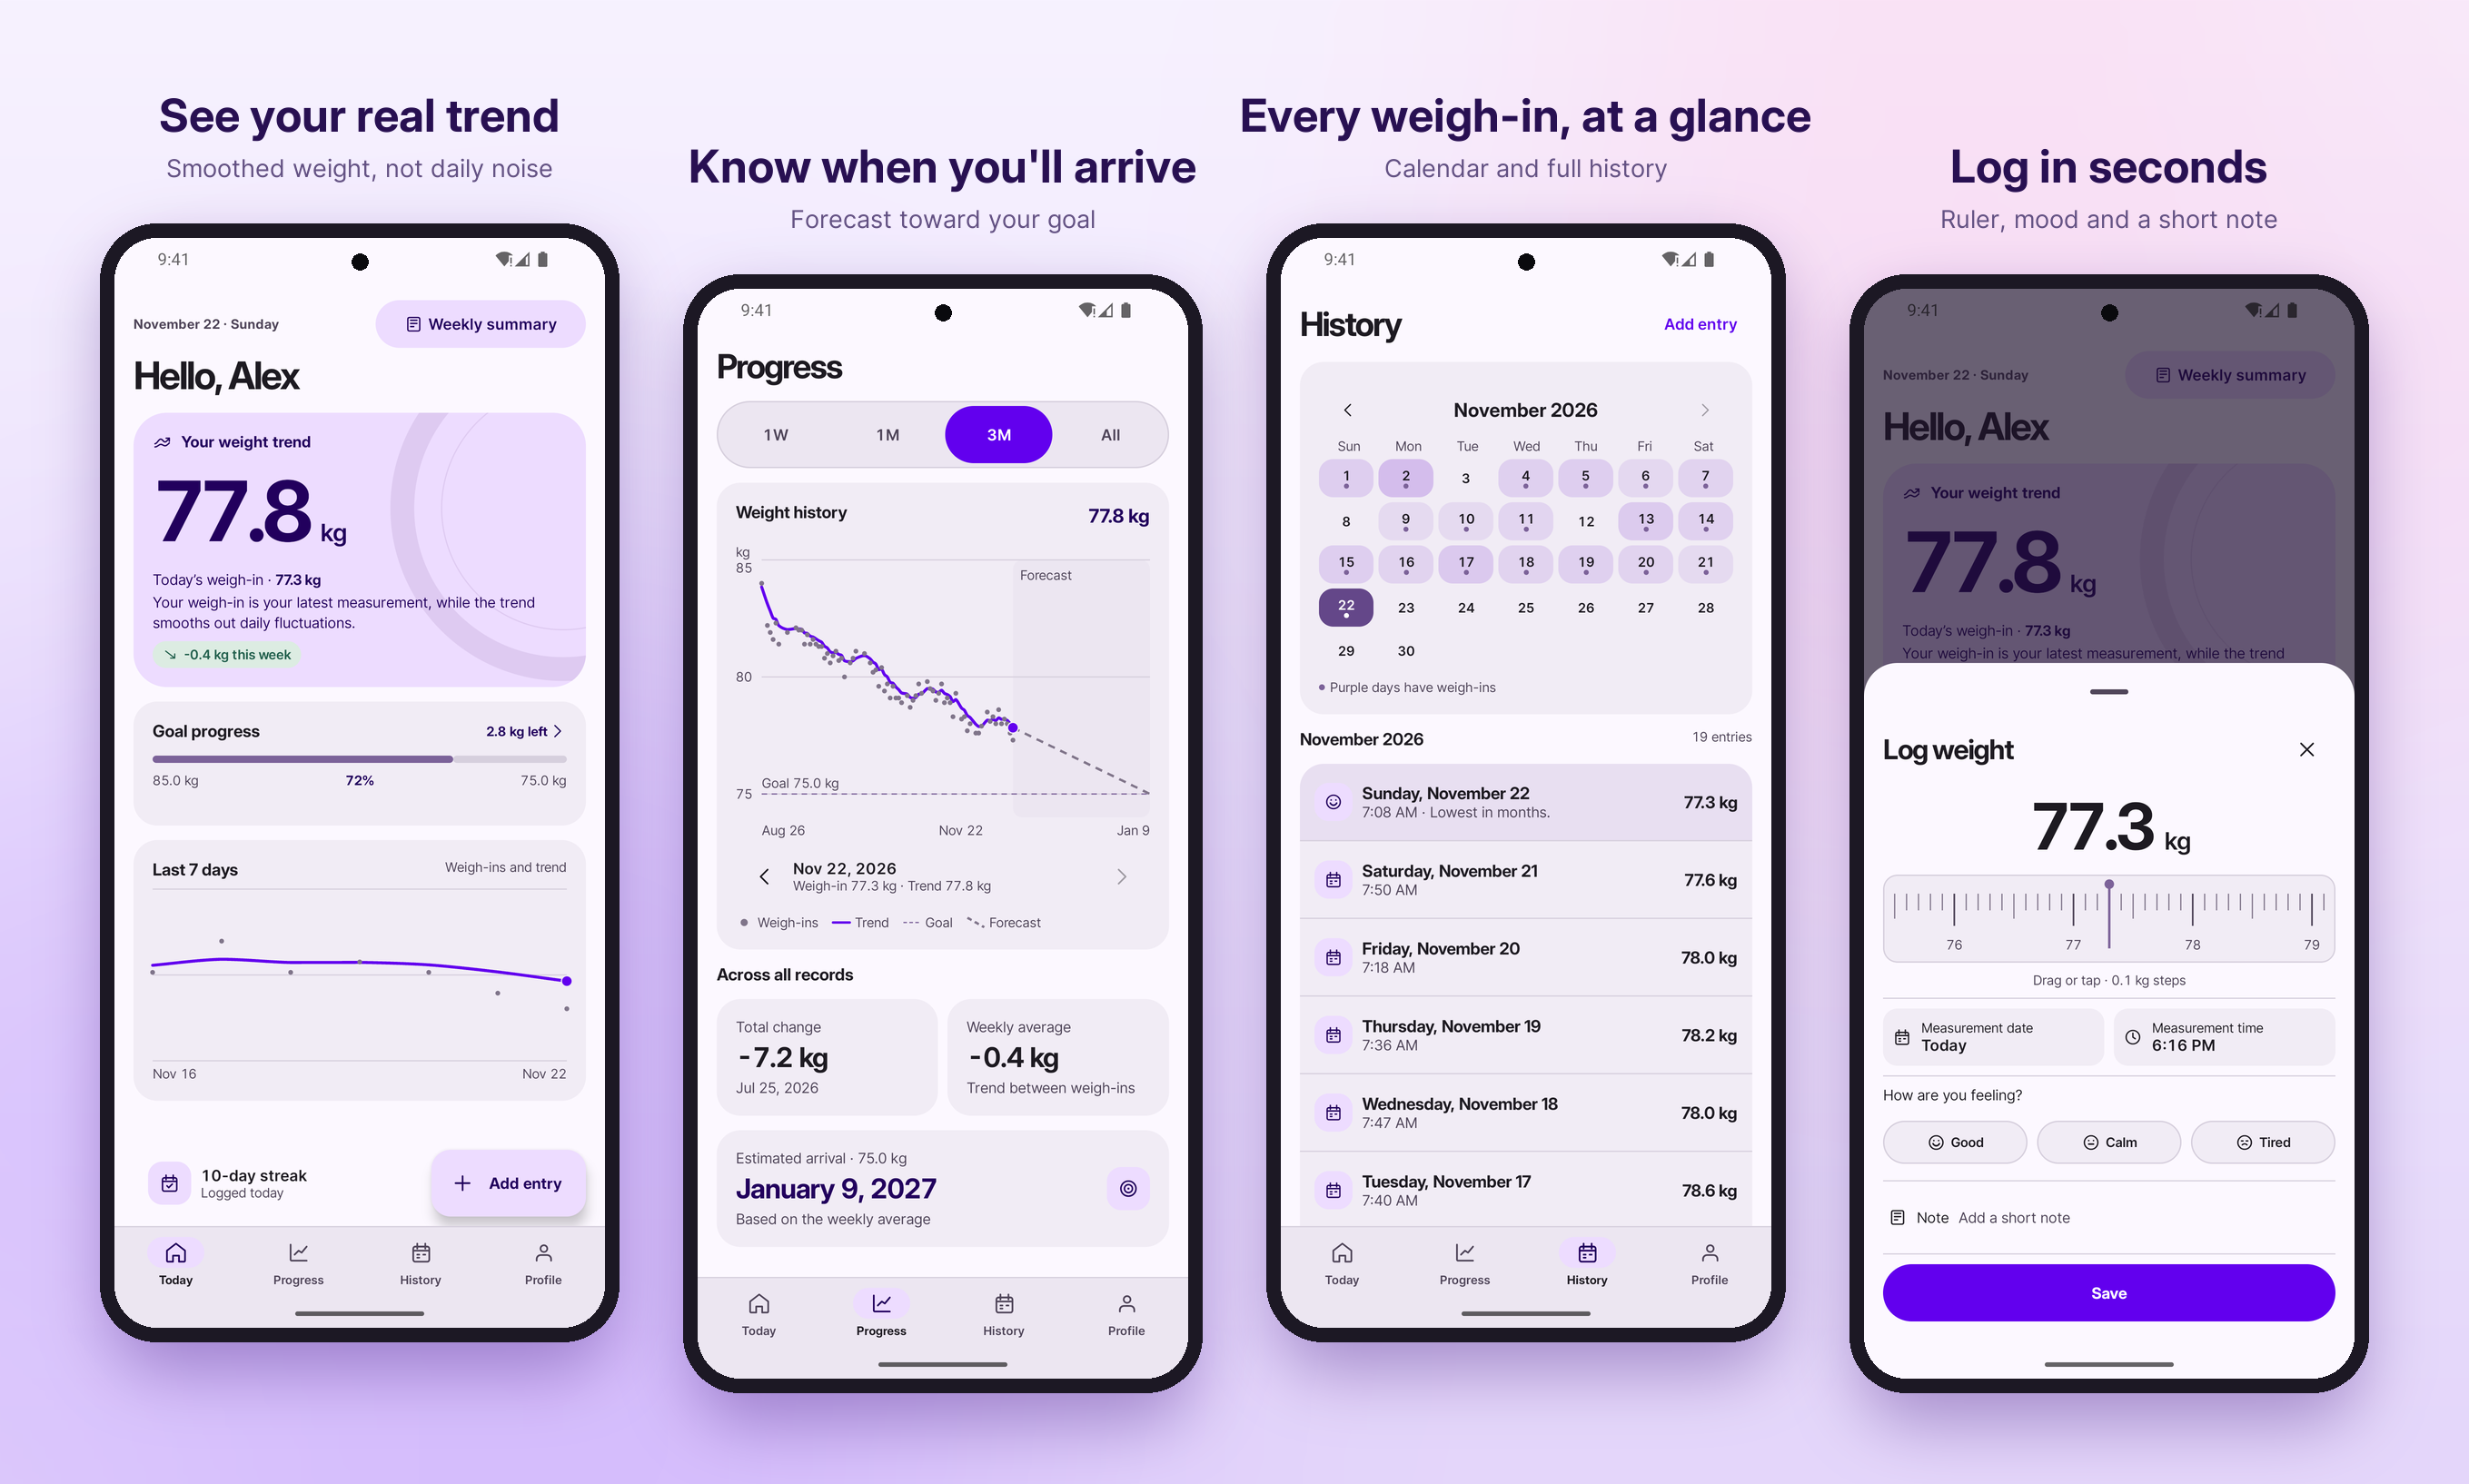 See your real trend
Smoothed weight, not daily noise
9:41
November 22 · Sunday
Weekly summary
Hello, Alex
Your weight trend
77.8 kg
Today's weigh-in · 77.3 kg
Your weigh-in is your latest measurement, while the trend
smooths out daily fluctuations.
-0.4 kg this week
Goal progress
2.8 kg left
85.0 kg
72%
75.0 kg
Last 7 days
Weigh-ins and trend
Nov 16
Nov 22
10-day streak
Logged today
Add entry
Today
Progress
History
Profile
Know when you'll arrive
Forecast toward your goal
9:41
Progress
1W
1M
3M
All
Weight history
77.8 kg
kg
85
Forecast
80
Goal 75.0 kg
75
Aug 26
Nov 22
Jan 9
Nov 22, 2026
Weigh-in 77.3 kg · Trend 77.8 kg
Weigh-ins
Trend
Goal
Forecast
Across all records
Total change
-7.2 kg
Jul 25, 2026
Weekly average
-0.4 kg
Trend between weigh-ins
Estimated arrival · 75.0 kg
January 9, 2027
Based on the weekly average
Today
Progress
History
Profile
Every weigh-in, at a glance
Calendar and full history
9:41
History
Add entry
November 2026
Sun Mon Tue Wed Thu Fri Sat
1 2 3 4 5 6 7
8 9 10 11 12 13 14
15 16 17 18 19 20 21
22 23 24 25 26 27 28
29 30
Purple days have weigh-ins
November 2026
19 entries
Sunday, November 22
7:08 AM · Lowest in months.
77.3 kg
Saturday, November 21
7:50 AM
77.6 kg
Friday, November 20
7:18 AM
78.0 kg
Thursday, November 19
7:36 AM
78.2 kg
Wednesday, November 18
7:47 AM
78.0 kg
Tuesday, November 17
7:40 AM
78.6 kg
Today
Progress
History
Profile
Log in seconds
Ruler, mood and a short note
9:41
November 22 · Sunday
Weekly summary
Hello, Alex
Your weight trend
77.8 kg
Today's weigh-in · 77.3 kg
Your weigh-in is your latest measurement, while the trend
Log weight
77.3 kg
76
77
78
79
Drag or tap · 0.1 kg steps
Measurement date
Today
Measurement time
6:16 PM
How are you feeling?
Good
Calm
Tired
Note
Add a short note
Save